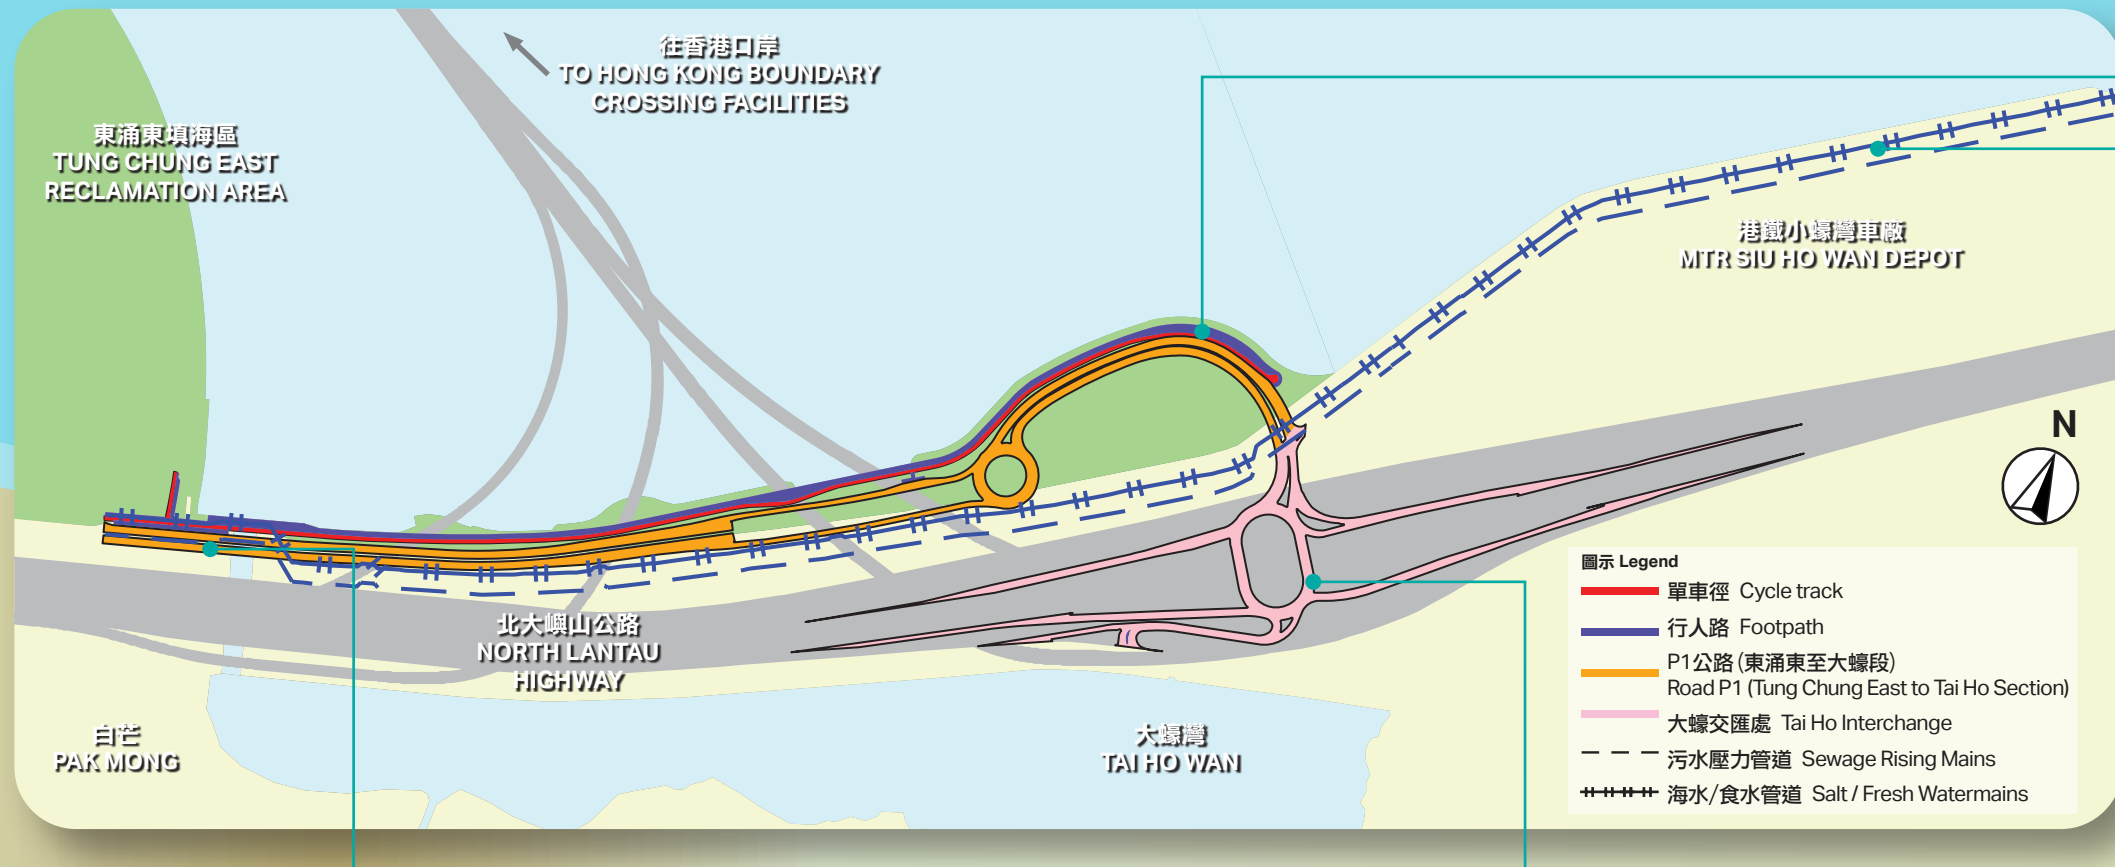 往香港口岸
TO HONG KONG BOUNDARY
CROSSING FACILITIES
東涌東填海區
TUNG CHUNG EAST
RECLAMATION AREA
港鐵小蠔灣車廠
MTR SIU HO WAN DEPOT
北大嶼山公路
NORTH LANTAU
HIGHWAY
白芒
PAK MONG
大蠔灣
TAI HO WAN
N
圖示 Legend
單車徑 Cycle track
行人路 Footpath
P1公路 (東涌東至大蠔段)
Road P1 (Tung Chung East to Tai Ho Section)
大蠔交匯處 Tai Ho Interchange
污水壓力管道 Sewage Rising Mains
海水/食水管道 Salt / Fresh Watermains